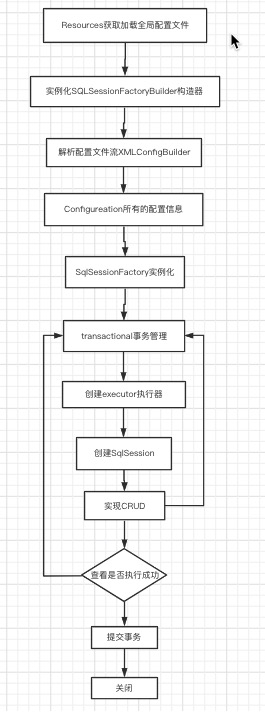 Resources获取加载全局配置文件
实例化SQLSessionFactoryBuilder构造器
解析配置文件流XMLConfigBuilder
Configureation所有的配置信息
SqlSessionFactory实例化
transactional事务管理
创建executor执行器
创建SqlSession
实现CRUD
查看是否执行成功
提交事务
关闭